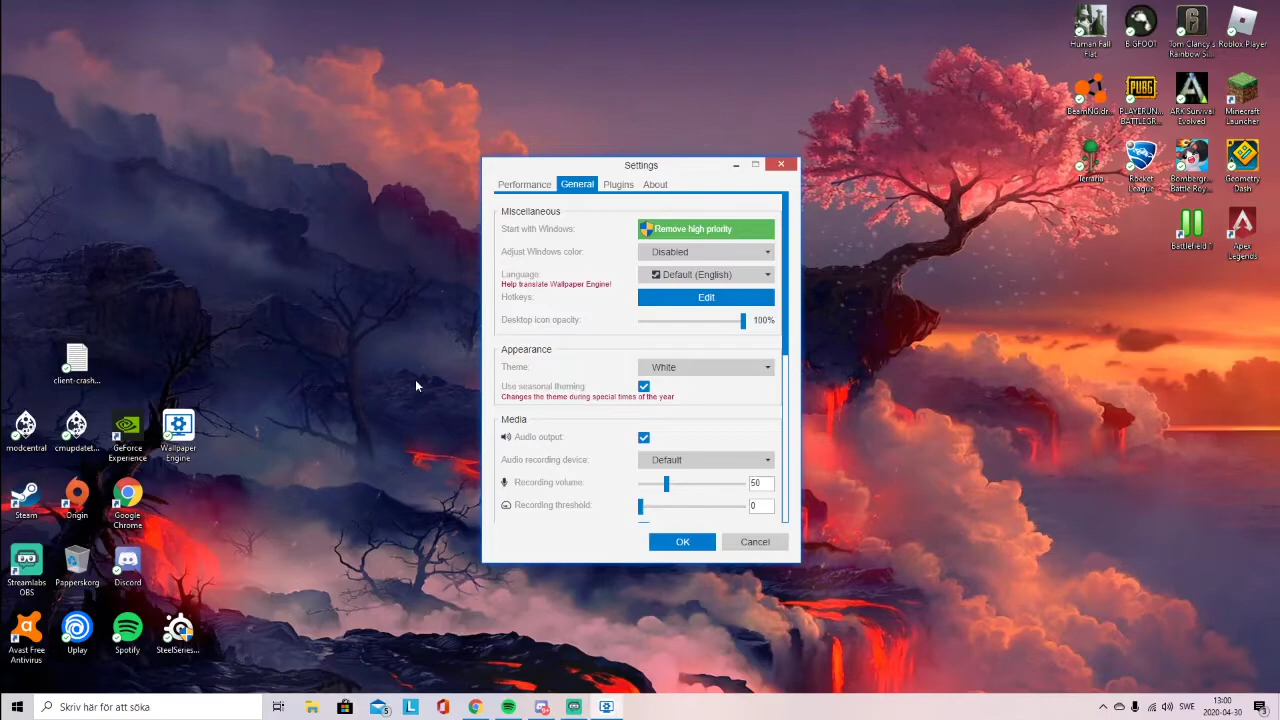 Human Fall
Flat
BIGFOOT
Tom Clancy's
Rainbow Si...
Roblox Player
BeamNG.dr...
PLAYERUN...
BATTLEGR...
ARK Survival
Evolved
Minecraft
Launcher
Terraria
Rocket
League
Bombergr...
Battle Roy...
Geometry
Dash
Apex
Legends
Settings
Performance General Plugins About
Miscellaneous
Start with Windows: Remove high priority
Adjust Windows color: Disabled
Language: Default (English)
Help translate Wallpaper Engine!
Hotkeys: Edit
Desktop icon opacity: 100%
Appearance
Theme: White
Use seasonal theming:
Changes the theme during special times of the year
Media
Audio output:
Audio recording device: Default
Recording volume: 50
Recording threshold: 0
OK Cancel
client-crash...
modcentral
cmupdatet...
GeForce
Experience
Wallpaper
Engine
Steam
Origin
Google
Chrome
Streamlabs
OBS
Papperskorg
Discord
Avast Free
Antivirus
Uplay
Spotify
SteelSeries...
Skriv här för att söka
SWE
13:00
2020-04-30